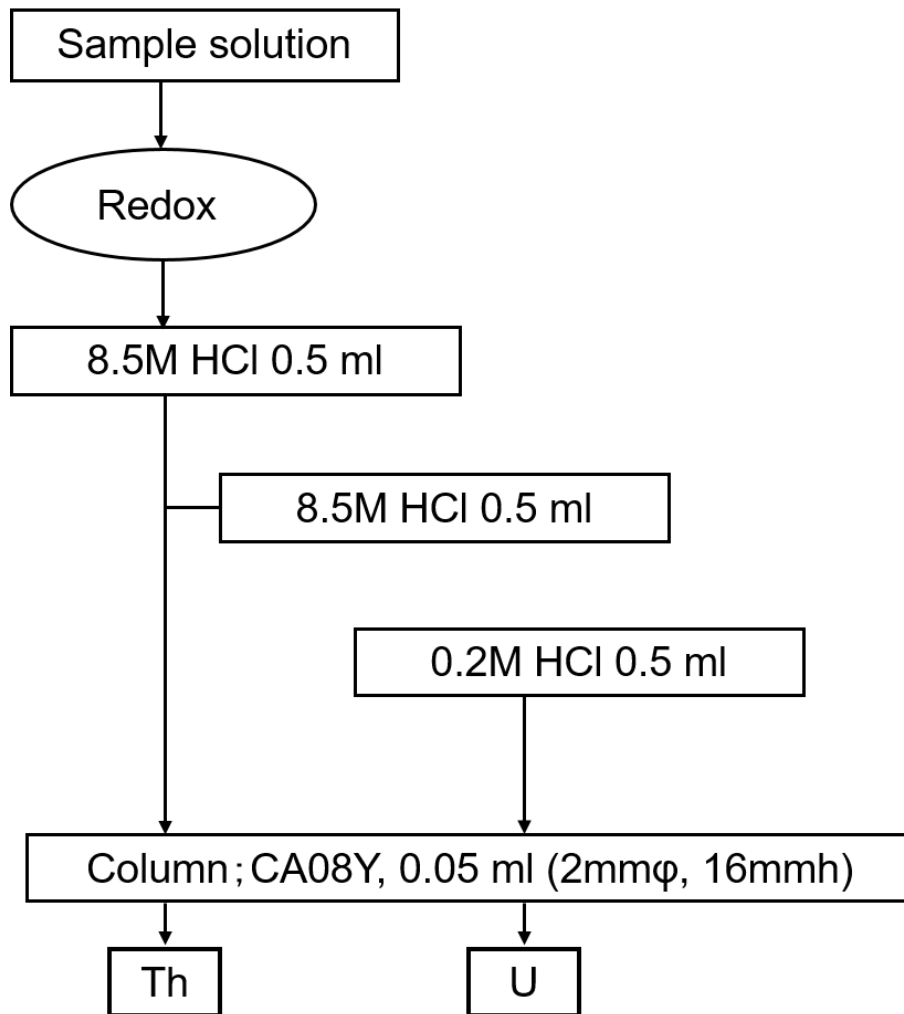 Sample solution
Redox
8.5M HCl 0.5 ml
8.5M HCl 0.5 ml
0.2M HCl 0.5 ml
Column；CA08Y, 0.05 ml (2mmφ, 16mmh)
Th
U